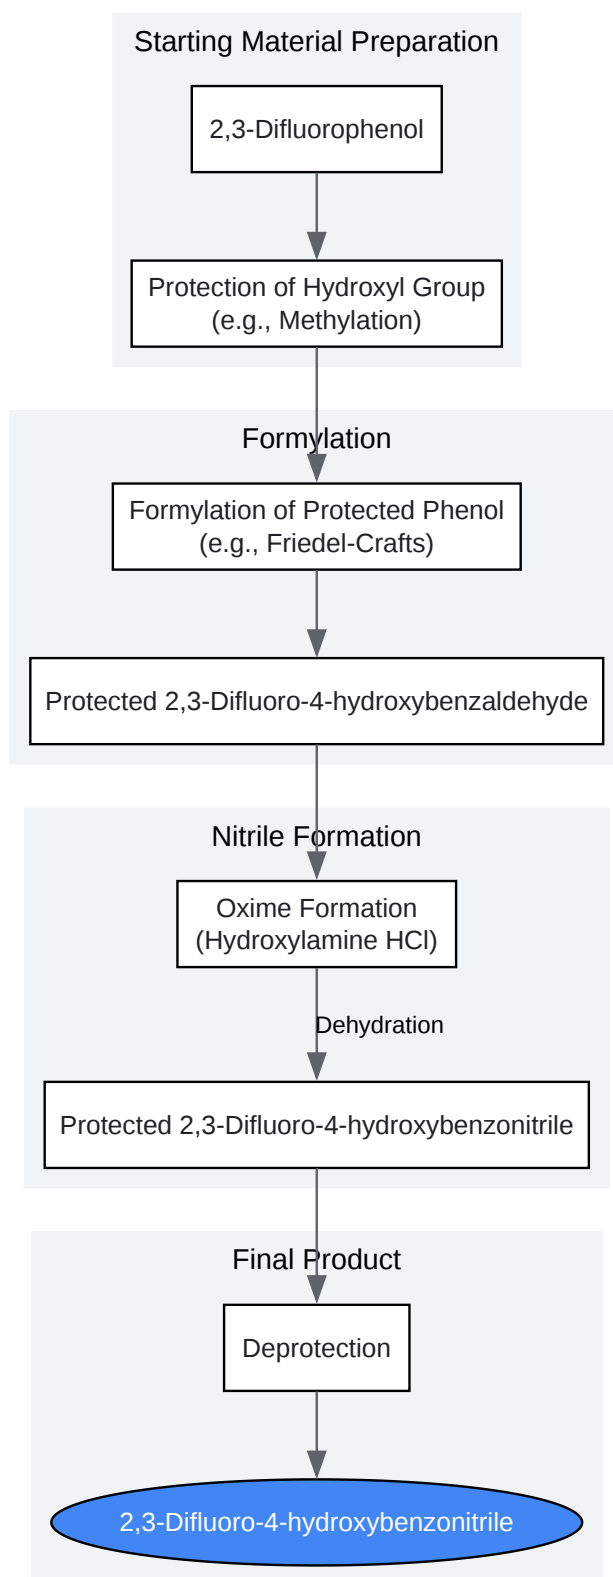 Starting Material Preparation
2,3-Difluorophenol
Protection of Hydroxyl Group
(e.g., Methylation)
Formylation
Formylation of Protected Phenol
(e.g., Friedel-Crafts)
Protected 2,3-Difluoro-4-hydroxybenzaldehyde
Nitrile Formation
Oxime Formation
(Hydroxylamine HCl)
Dehydration
Protected 2,3-Difluoro-4-hydroxybenzonitrile
Final Product
Deprotection
2,3-Difluoro-4-hydroxybenzonitrile